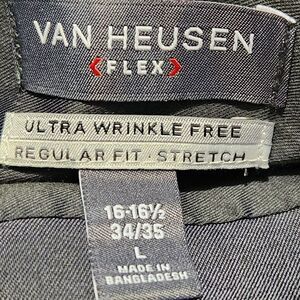 VAN HEUSEN
FLEX
ULTRA WRINKLE FREE
REGULAR FIT · STRETCH
16-16½
34/35
L
MADE IN
BANGLADESH